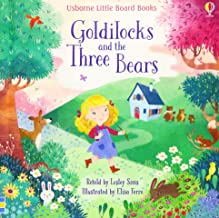 Usborne Little Board Books
Goldilocks
and the
Three Bears
Retold by Lesley Sims
Illustrated by Elisa Ferro